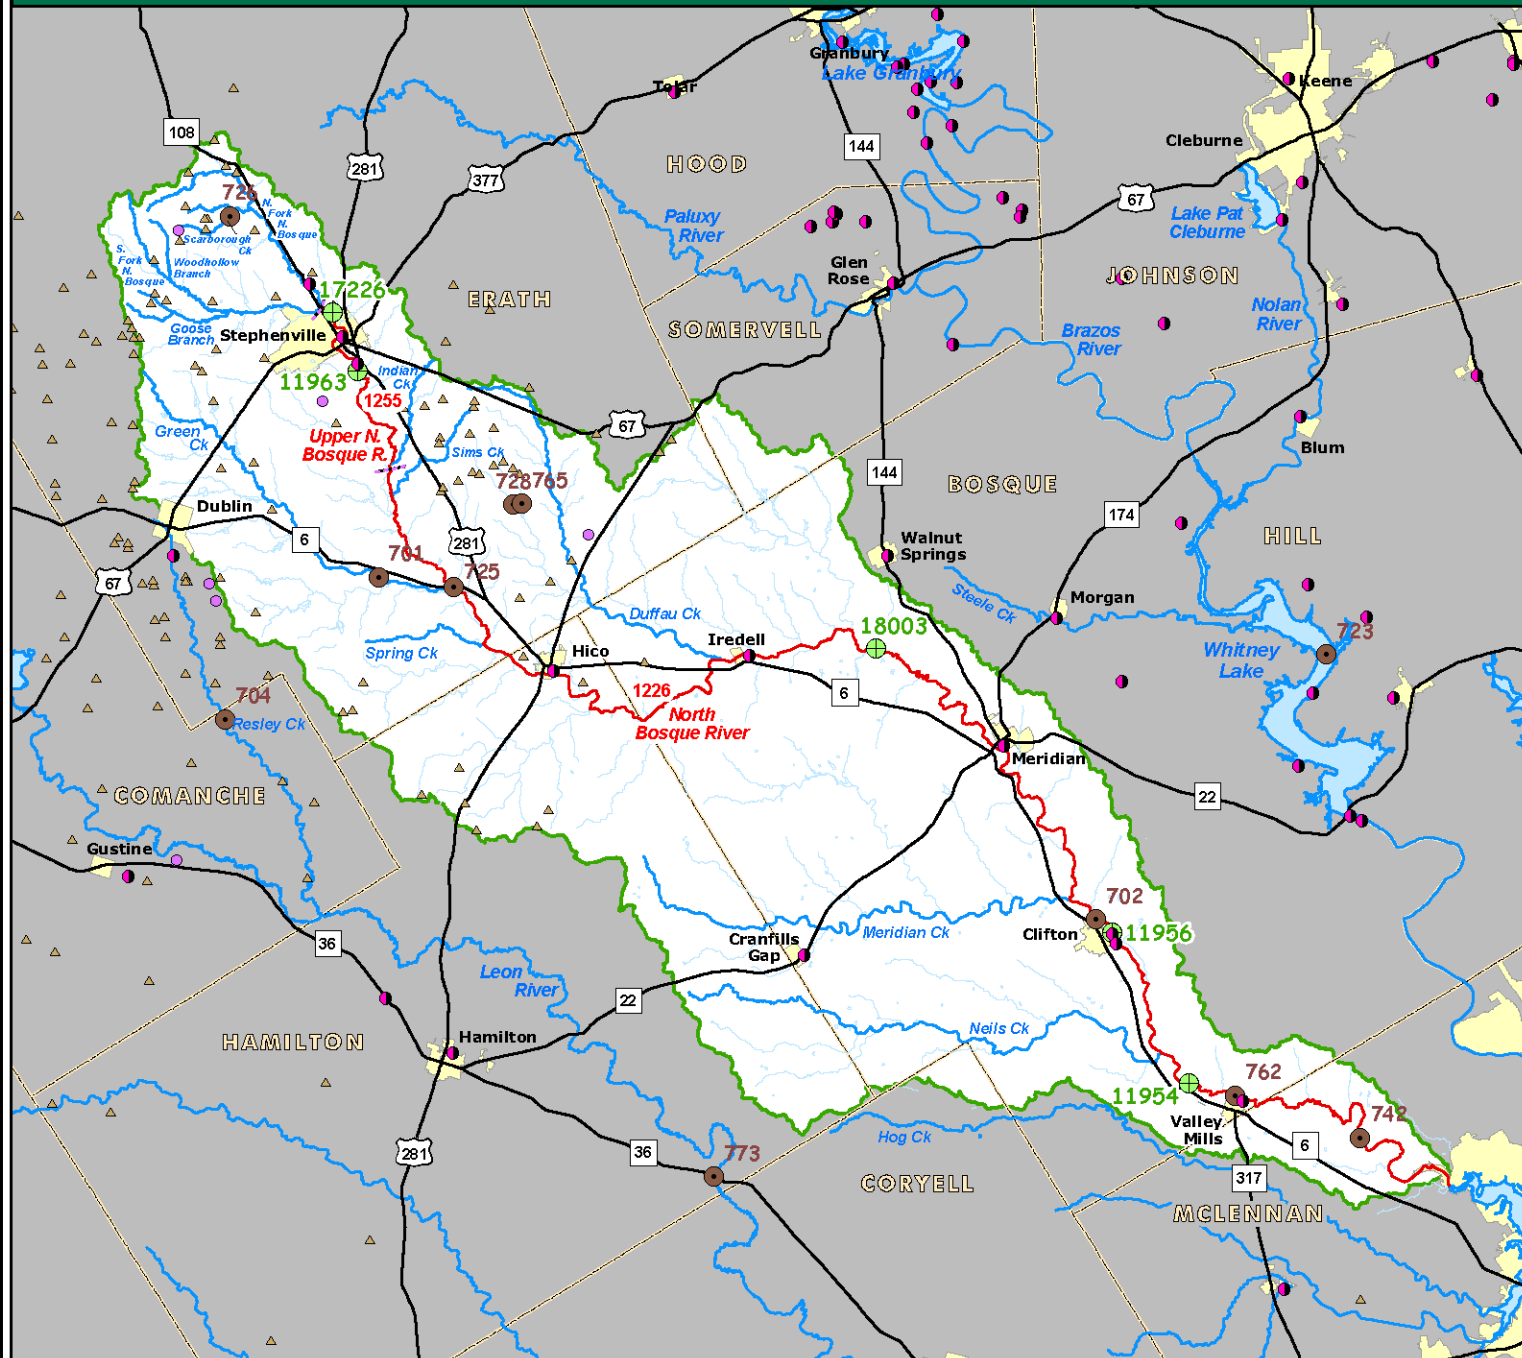 Granbury
Lake Granbury
Tolar
Keene
108
144
Cleburne
281
HOOD
377
67
726
N.
Fork
N.
Bosque
Paluxy
River
Lake Pat
Cleburne
Scarborough
Ck
S.
Fork
N.
Bosque
Woodhollow
Branch
Glen
Rose
JOHNSON
17226
ERATH
Nolan
River
Goose
Branch
Stephenville
SOMERVELL
Brazos
River
11963
Indian
Ck
1255
Green
Ck
Upper N.
Bosque R.
67
Sims Ck
Blum
144
728
765
BOSQUE
Dublin
174
6
281
Walnut
Springs
HILL
701
725
67
Steele Ck
Morgan
Duffau Ck
18003
723
Spring Ck
Hico
Iredell
Whitney
Lake
704
1226
6
Resley Ck
North
Bosque River
Meridian
COMANCHE
22
Gustine
702
36
Cranfills
Gap
Meridian Ck
Clifton
11956
Leon
River
22
Neils Ck
HAMILTON
Hamilton
762
11954
742
Valley
Mills
Hog Ck
281
36
773
6
CORYELL
317
MCLENNAN